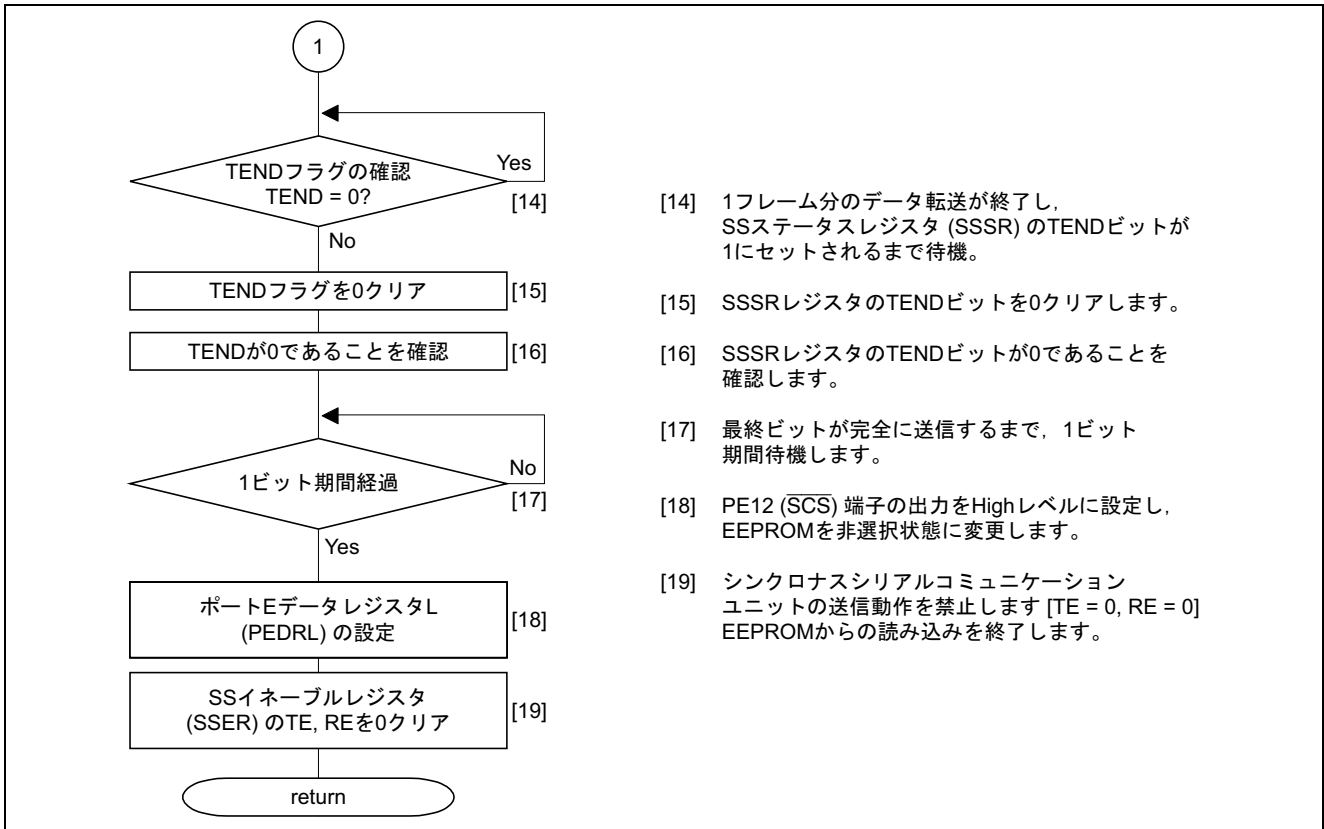 1
TENDフラグの確認
TEND = 0?
Yes
[14]
No
TENDフラグを0クリア
[15]
TENDが0であることを確認
[16]
1ビット期間経過
No
[17]
Yes
ポートEデータレジスタL
(PEDRL) の設定
[18]
SSイネーブルレジスタ
(SSER) のTE, REを0クリア
[19]
return
[14] 1フレーム分のデータ転送が終了し,
SSステータスレジスタ (SSSR) のTENDビットが
1にセットされるまで待機。
[15] SSSRレジスタのTENDビットを0クリアします。
[16] SSSRレジスタのTENDビットが0であることを
確認します。
[17] 最終ビットが完全に送信するまで, 1ビット
期間待機します。
[18] PE12 (S̅C̅S̅) 端子の出力をHighレベルに設定し,
EEPROMを非選択状態に変更します。
[19] シンクロナスシリアルコミュニケーション
ユニットの送信動作を禁止します [TE = 0, RE = 0]
EEPROMからの読み込みを終了します。